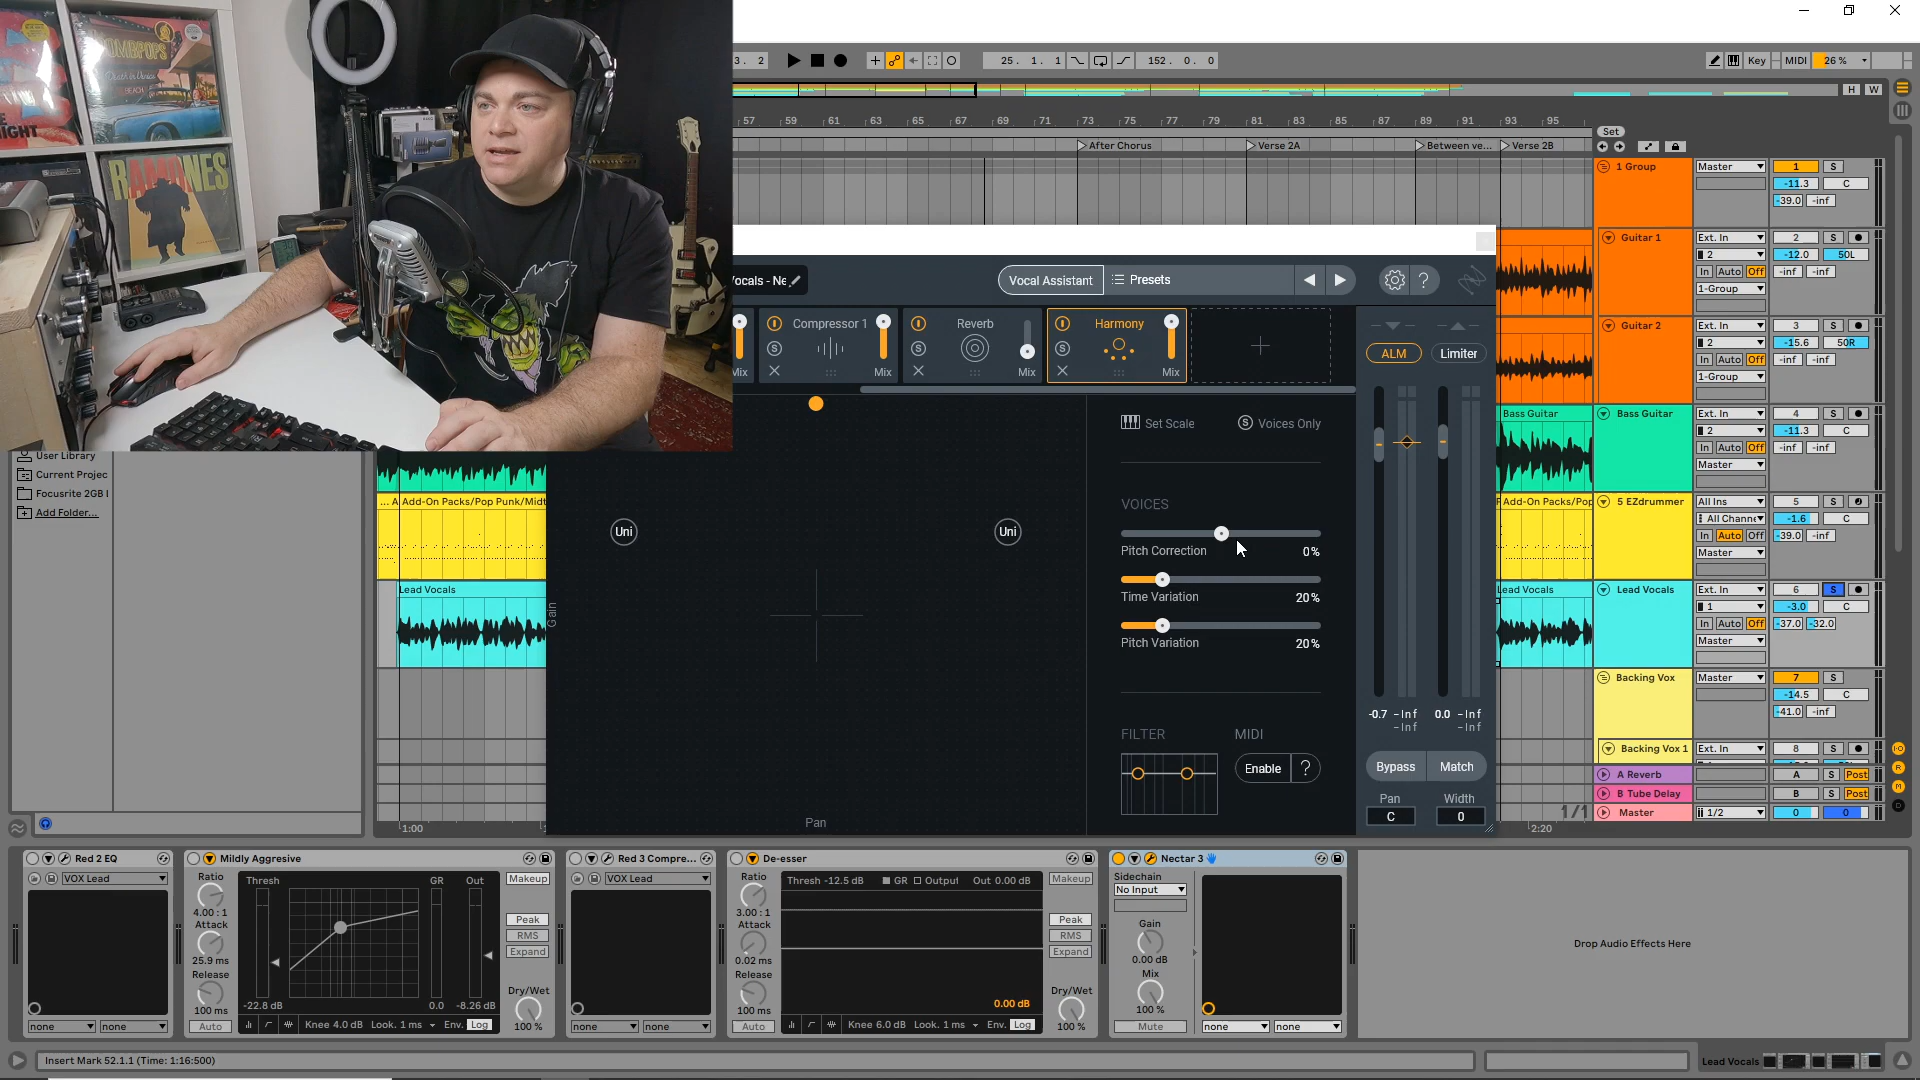 NIGHT
Death in Venice
BEACH
RAMONES
3. 2
25. 1. 1
152. 0. 0
Key
MIDI
26 %
H
W
57
59
61
63
65
67
69
71
73
75
77
79
81
83
85
87
89
91
93
95
Set
After Chorus
Verse 2A
Between ve...
Verse 2B
1 Group
Master
1
S
-11.3
C
-39.0
-inf
Guitar 1
Ext. In
2
S
2
-12.0
50L
In
Auto
Off
-inf
-inf
1-Group
Guitar 2
Ext. In
3
S
2
-15.6
50R
In
Auto
Off
-inf
-inf
1-Group
Bass Guitar
Bass Guitar
Ext. In
4
S
2
-11.3
C
In
Auto
Off
-inf
-inf
Master
Add-On Packs/Pop
5 EZdrummer
All Ins
5
S
All Channe
-1.6
C
In
Auto
Off
-39.0
-inf
Master
Lead Vocals
Lead Vocals
Ext. In
6
S
1
-3.0
C
In
Auto
Off
-37.0
-32.0
Master
Backing Vox
Master
7
S
-14.5
C
-41.0
-inf
Backing Vox 1
Ext. In
8
S
A Reverb
A
S
Post
B Tube Delay
B
S
Post
Master
1/2
0
0
1/1
2:20
Vocal Assistant
Presets
?
Compressor 1
S
Mix
Mix
Reverb
S
Mix
Harmony
S
Mix
ALM
Limiter
Set Scale
S
Voices Only
VOICES
Pitch Correction
0%
Time Variation
20%
Pitch Variation
20%
FILTER
MIDI
Enable
?
-0.7
-Inf
-Inf
0.0
-Inf
-Inf
Bypass
Match
Pan
Width
C
0
Uni
Uni
Gain
Pan
User Library
Current Projec
Focusrite 2GB
Add Folder...
... A
Add-On Packs/Pop Punk/Midt
Lead Vocals
1:00
Red 2 EQ
VOX Lead
none
none
Mildly Aggresive
Ratio
4.00 : 1
Attack
25.9 ms
Release
100 ms
Auto
Thresh
GR
Out
-22.8 dB
0.0
-8.26 dB
Knee 4.0 dB
Look. 1 ms
Env.
Log
Makeup
Peak
RMS
Expand
Dry/Wet
100 %
Red 3 Compre...
VOX Lead
none
none
De-esser
Ratio
3.00 : 1
Attack
0.02 ms
Release
100 ms
Auto
Thresh -12.5 dB
GR
Output
Out 0.00 dB
0.00 dB
Knee 6.0 dB
Look. 1 ms
Env.
Log
Makeup
Peak
RMS
Expand
Dry/Wet
100 %
Nectar 3
Sidechain
No Input
Gain
0.00 dB
Mix
100 %
Mute
none
none
Drop Audio Effects Here
Insert Mark 52.1.1 (Time: 1:16:500)
Lead Vocals